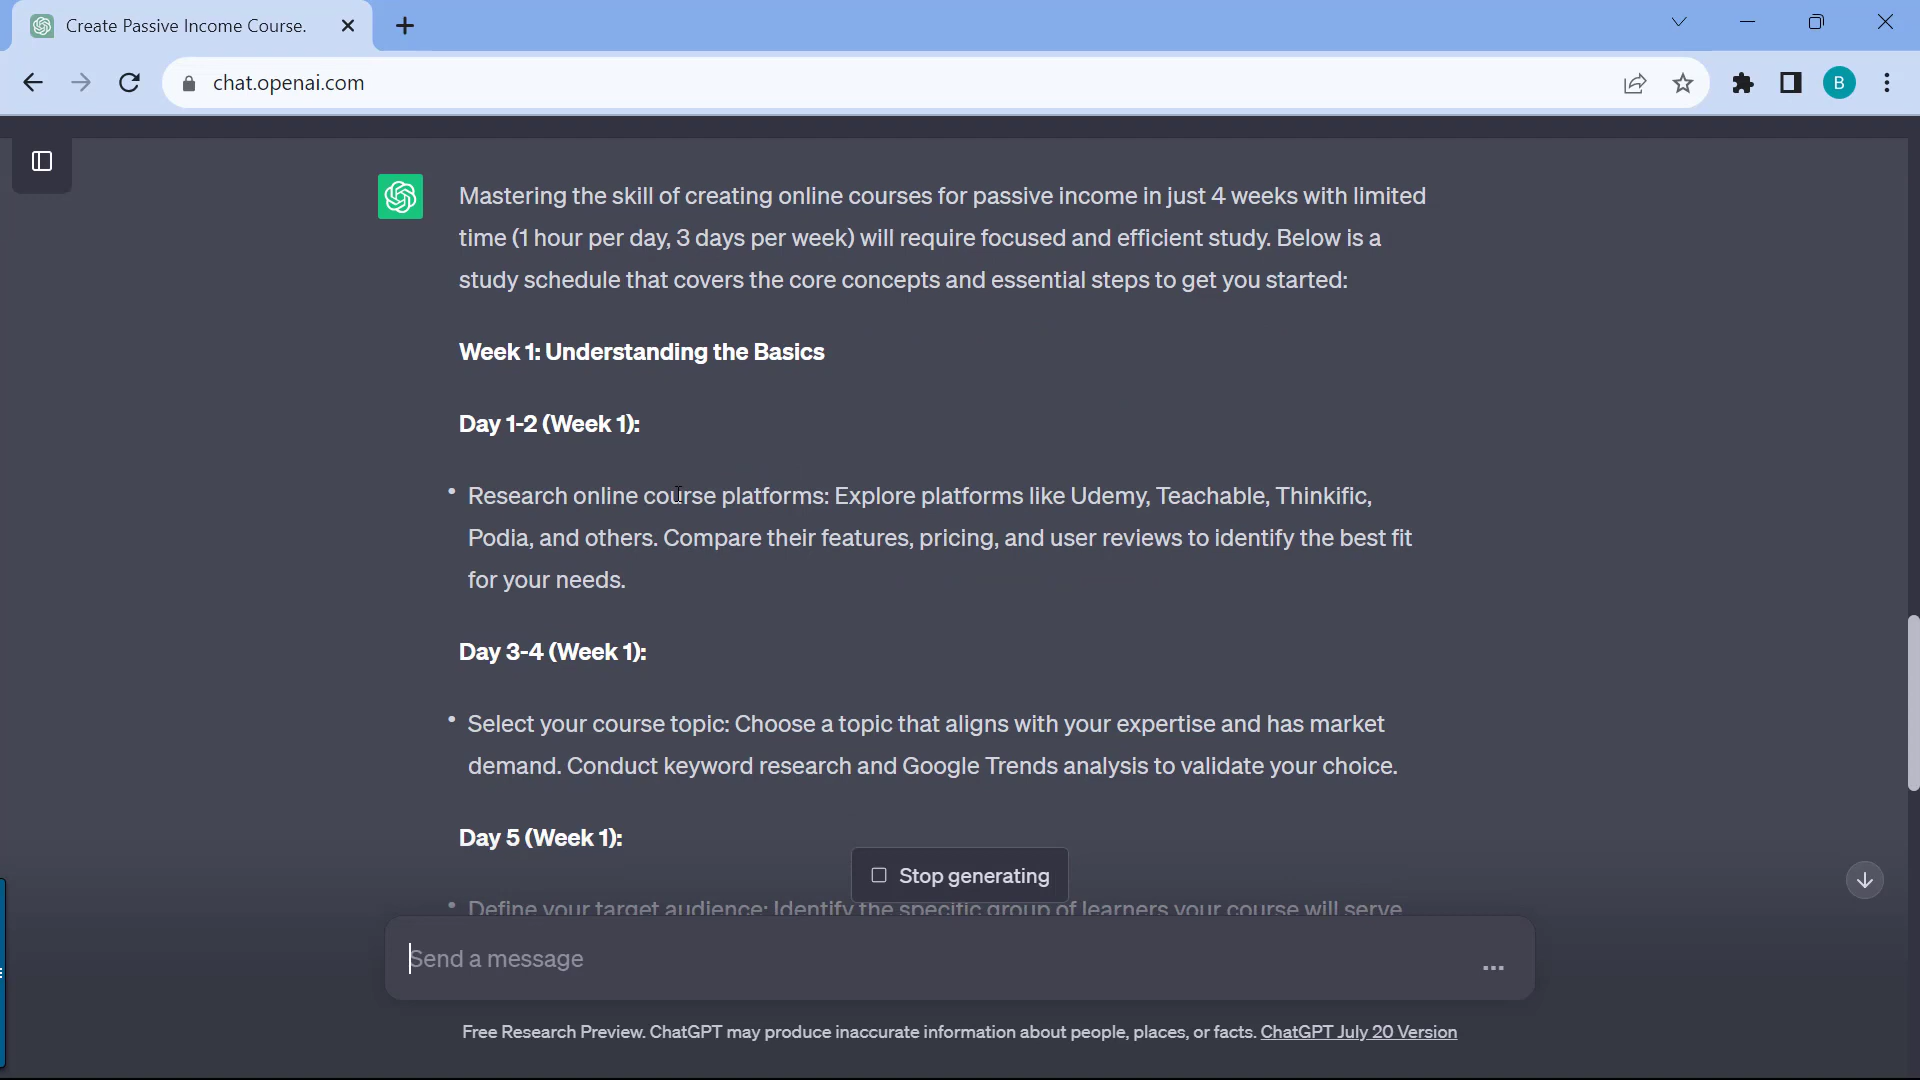 Create Passive Income Course.
chat.openai.com
B
Mastering the skill of creating online courses for passive income in just 4 weeks with limited
time (1 hour per day, 3 days per week) will require focused and efficient study. Below is a
study schedule that covers the core concepts and essential steps to get you started:
Week 1: Understanding the Basics
Day 1-2 (Week 1):
• Research online course platforms: Explore platforms like Udemy, Teachable, Thinkific,
Podia, and others. Compare their features, pricing, and user reviews to identify the best fit
for your needs.
Day 3-4 (Week 1):
• Select your course topic: Choose a topic that aligns with your expertise and has market
demand. Conduct keyword research and Google Trends analysis to validate your choice.
Day 5 (Week 1):
Stop generating
• Define your target audience: Identify the specific group of learners your course will serve
Send a message
Free Research Preview. ChatGPT may produce inaccurate information about people, places, or facts. ChatGPT July 20 Version